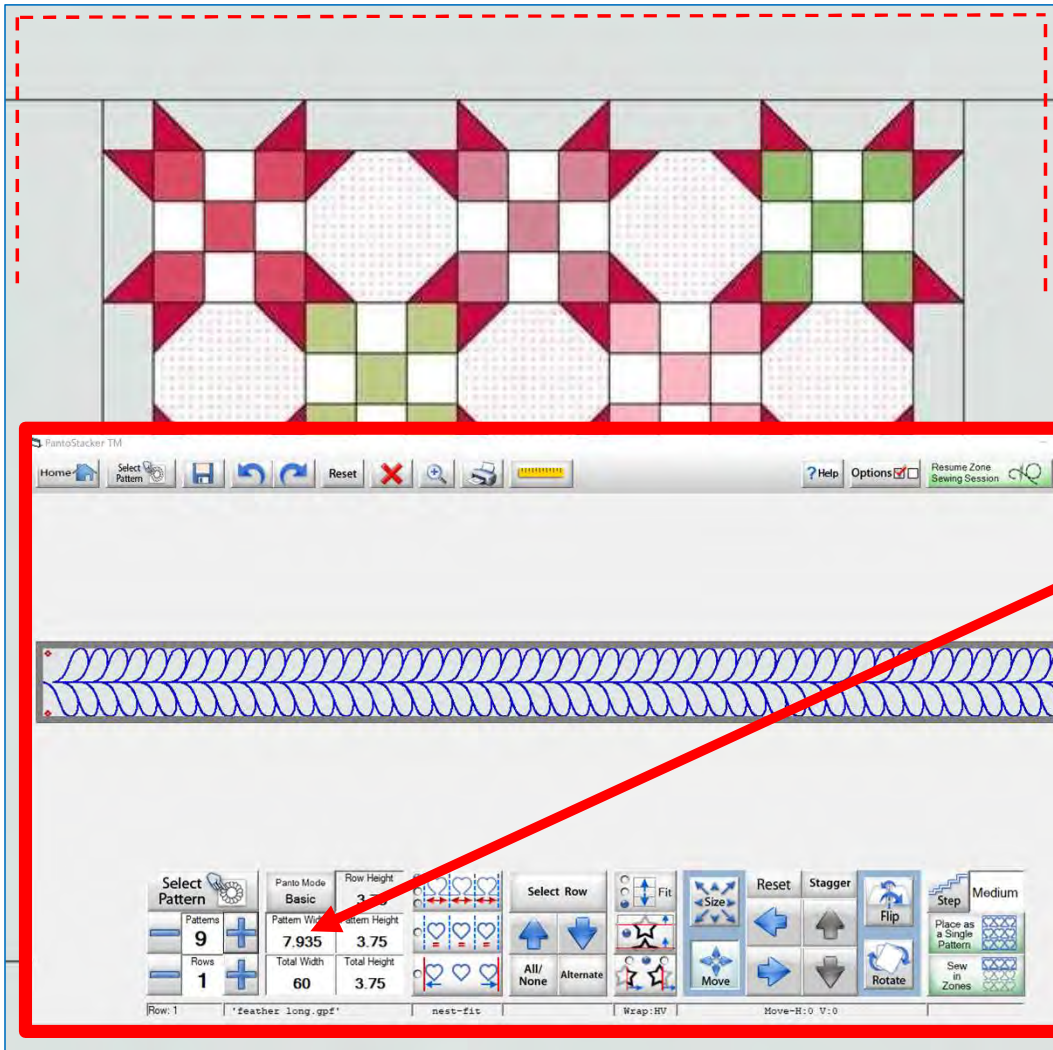 PantoStacker TM
Home Select Pattern Reset ? Help Options Resume Zone Sewing Session
Select Pattern
Panto Mode
Basic
Row Height
3.75
Select Row
Fit
Size
Reset
Stagger
Flip
Step
Medium
Patterns
9
Pattern Width
7.935
Pattern Height
3.75
Place as a Single Pattern
Rows
1
Total Width
60
Total Height
3.75
All/ None
Alternate
Move
Rotate
Sew in Zones
Row: 1 'feather long.gpf' nest-fit Wrap:HV Move-H:0 V:0